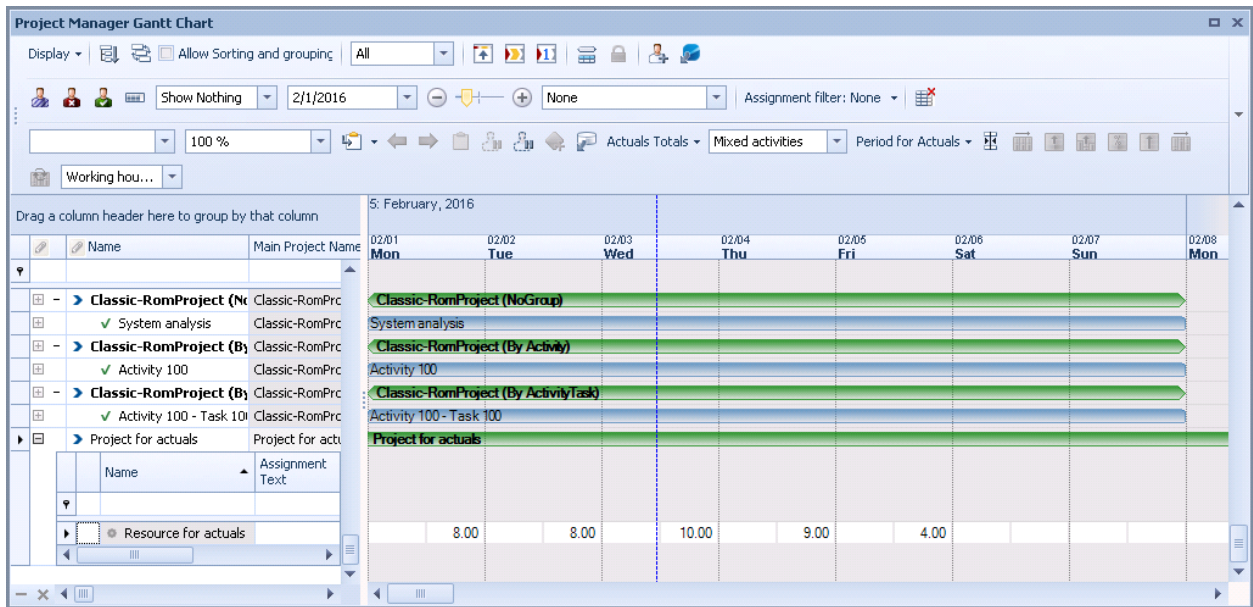 Project Manager Gantt Chart
Display Allow Sorting and grouping All
Show Nothing 2/1/2016 None Assignment filter: None
100 % Actuals Totals Mixed activities Period for Actuals
Working hou...
Drag a column header here to group by that column
5: February, 2016
Name Main Project Name
02/01 02/02 02/03 02/04 02/05 02/06 02/07 02/08
Mon Tue Wed Thu Fri Sat Sun Mon
Classic-RomProject (No Classic-RomPro Classic-RomProject (NoGroup)
System analysis Classic-RomPro System analysis
Classic-RomProject (By Classic-RomPro Classic-RomProject (By Activity)
Activity 100 Classic-RomPro Activity 100
Classic-RomProject (By Classic-RomPro Classic-RomProject (By ActivityTask)
Activity 100 - Task 10 Classic-RomPro Activity 100 - Task 100
Project for actuals Project for actu Project for actuals
Name Assignment
Text
Resource for actuals 8.00 8.00 10.00 9.00 4.00